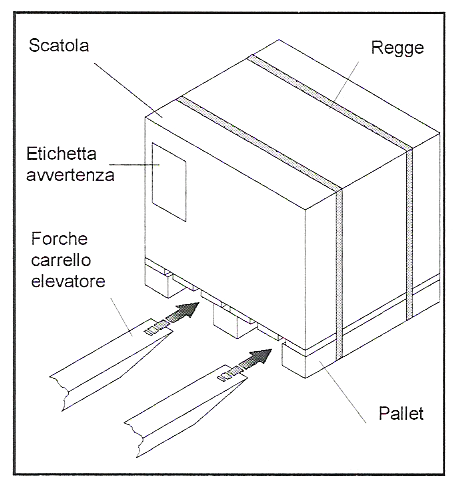 Scatola
Regge
Etichetta
avvertenza
Forche
carrello
elevatore
Pallet